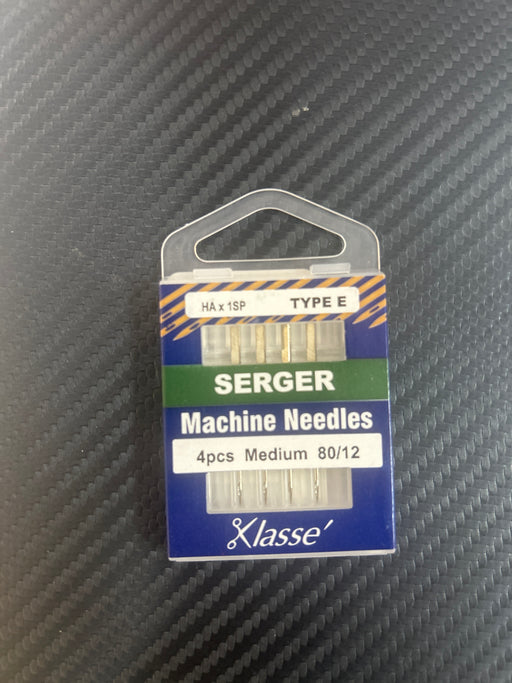 HA x 1SP TYPE E
SERGER
Machine Needles
4pcs Medium 80/12
Klasse´